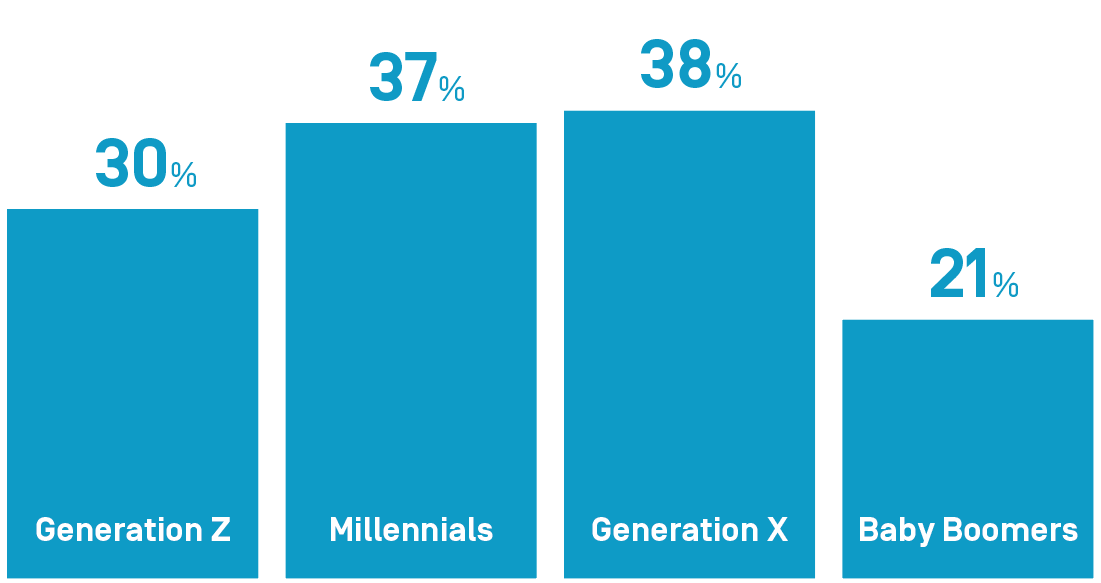 30%
37%
38%
21%
Generation Z
Millennials
Generation X
Baby Boomers